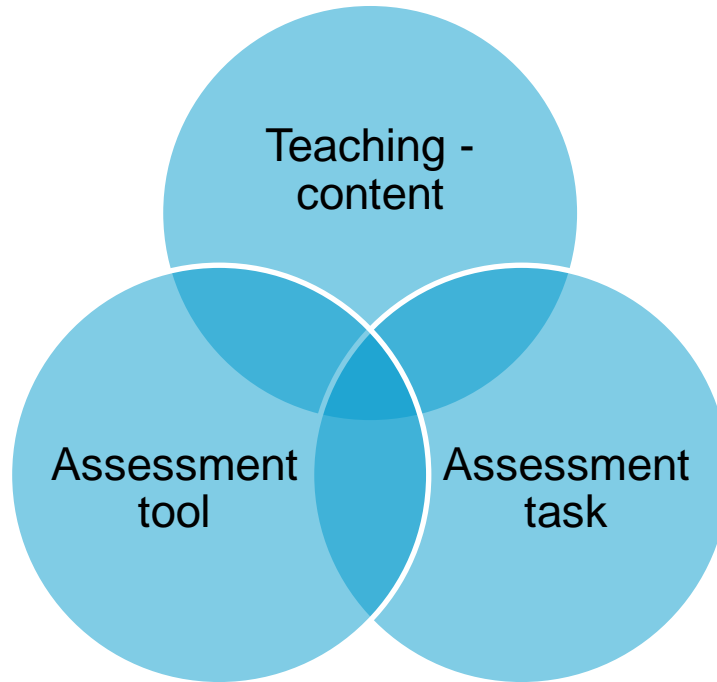 Teaching -
content
Assessment
tool
Assessment
task